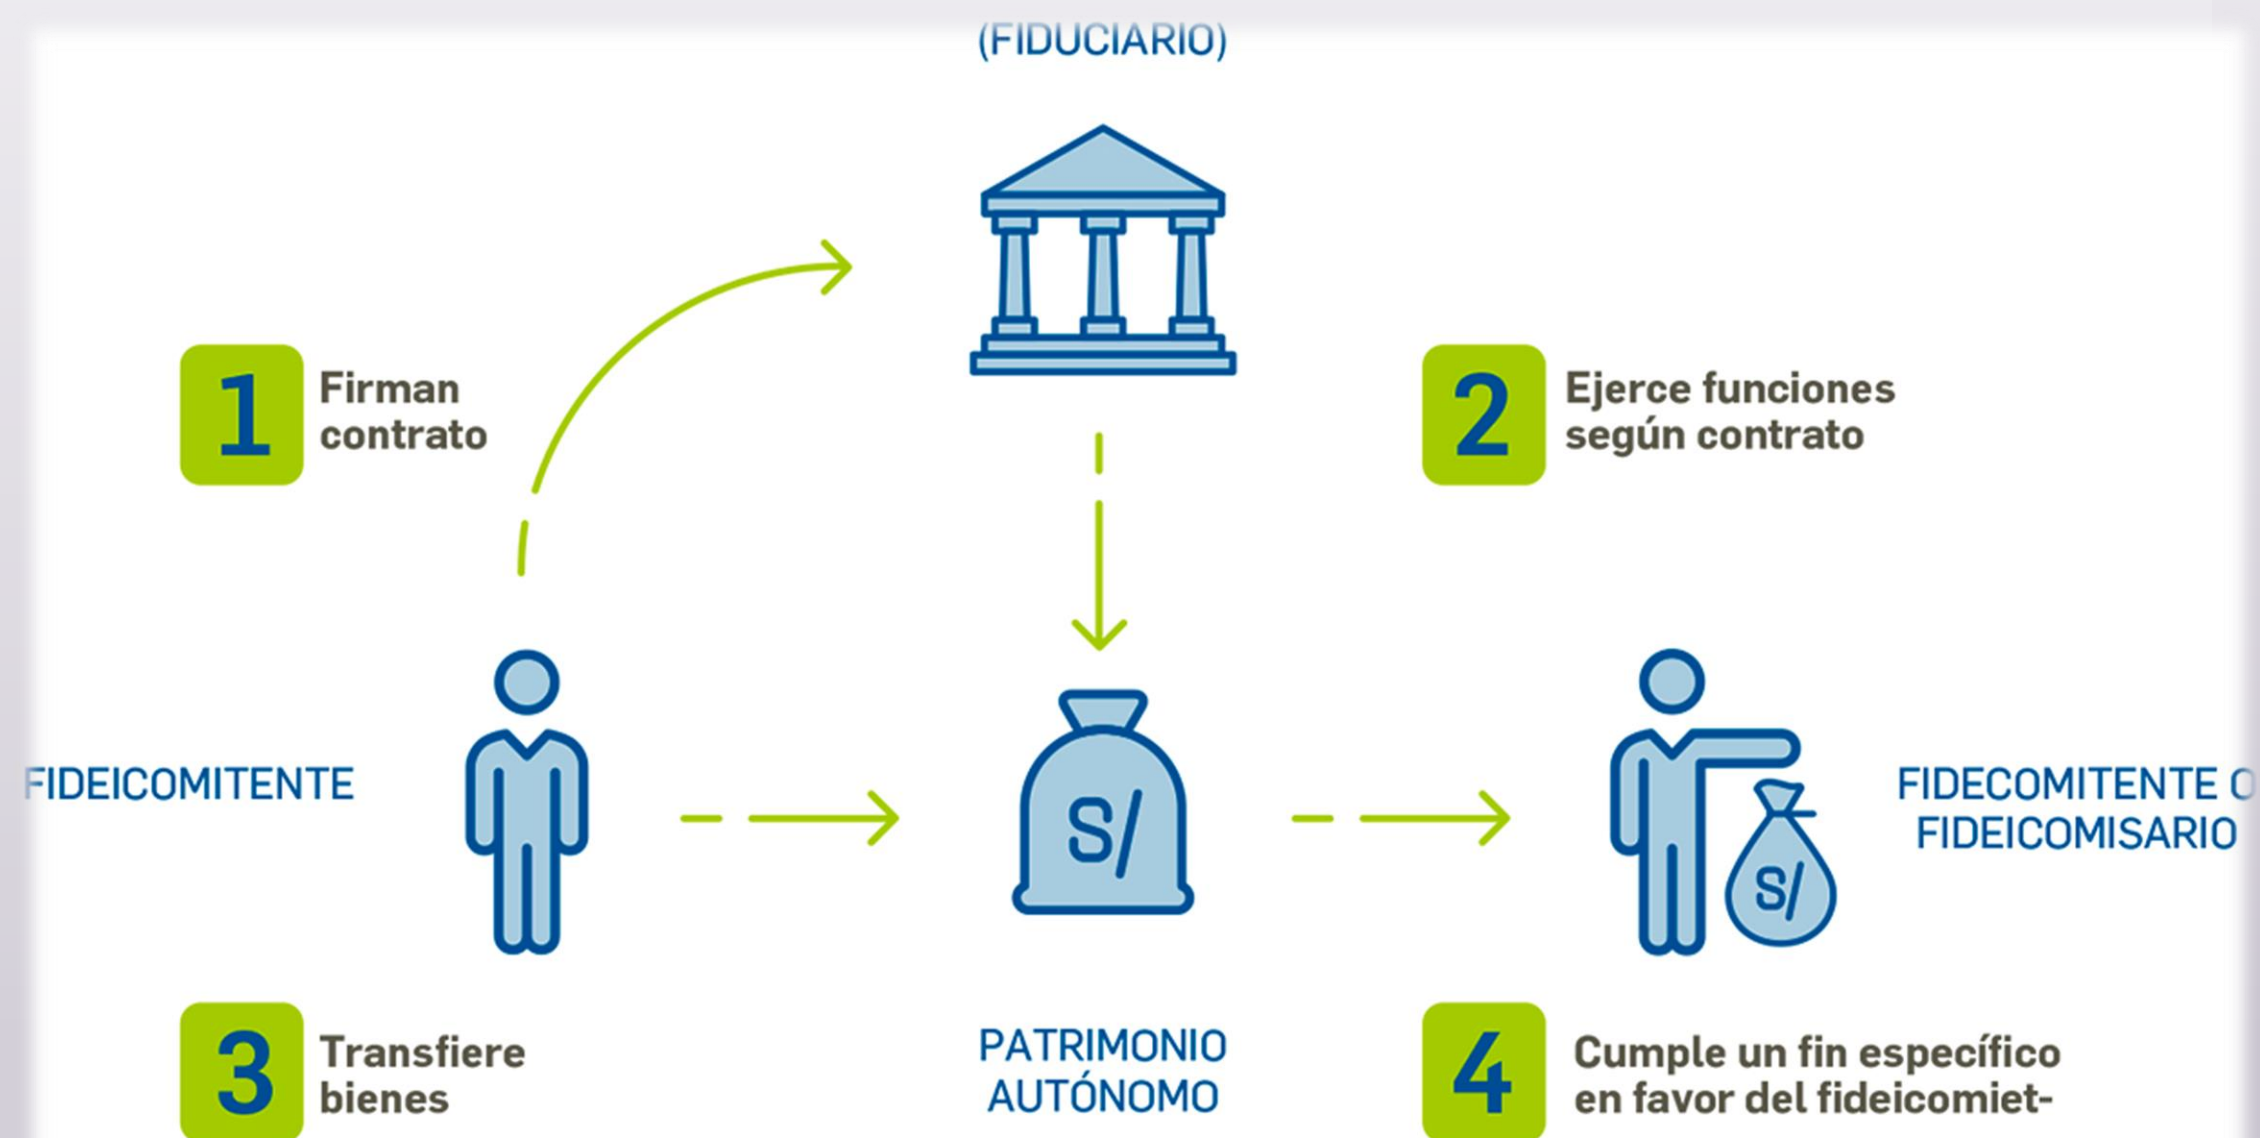 (FIDUCIARIO)
1
Firman
contrato
2
Ejerce funciones
según contrato
FIDEICOMITENTE
S/
S/
FIDECOMITENTE O
FIDEICOMISARIO
3
Transfiere
bienes
PATRIMONIO
AUTÓNOMO
4
Cumple un fin específico
en favor del fideicomiet-